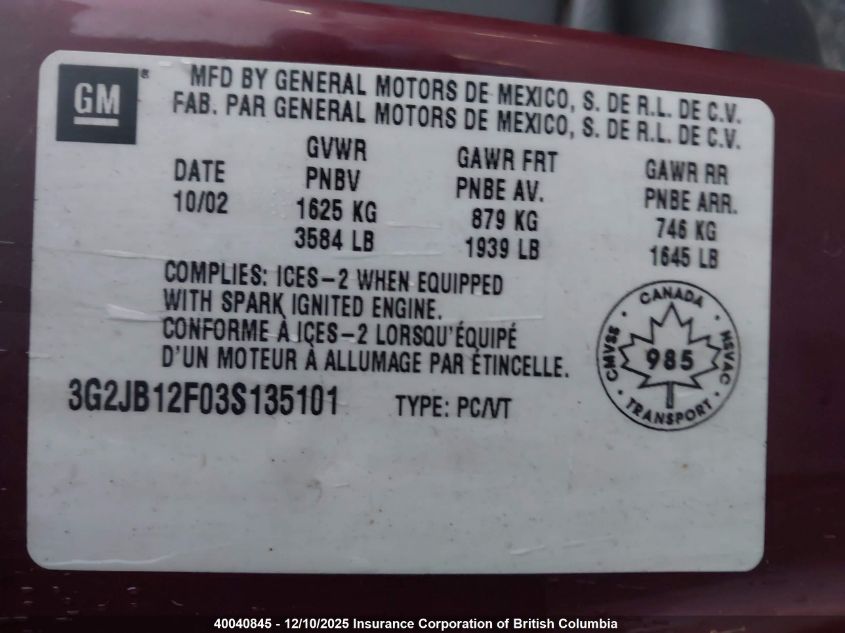 GM
MFD BY GENERAL MOTORS DE MEXICO, S. DE R.L. DE C.V.
FAB. PAR GENERAL MOTORS DE MEXICO, S. DE R.L. DE C.V.
DATE
10/02
GVWR
PNBV
1625 KG
3584 LB
GAWR FRT
PNBE AV.
879 KG
1939 LB
GAWR RR
PNBE ARR.
746 KG
1645 LB
COMPLIES: ICES-2 WHEN EQUIPPED
WITH SPARK IGNITED ENGINE.
CONFORME À ICES-2 LORSQU'ÉQUIPÉ
D'UN MOTEUR À ALLUMAGE PAR ÉTINCELLE.
3G2JB12F03S135101 TYPE: PC/VT
CANADA
CMVSS
985
NSVAC
TRANSPORT
40040845 - 12/10/2025 Insurance Corporation of British Columbia